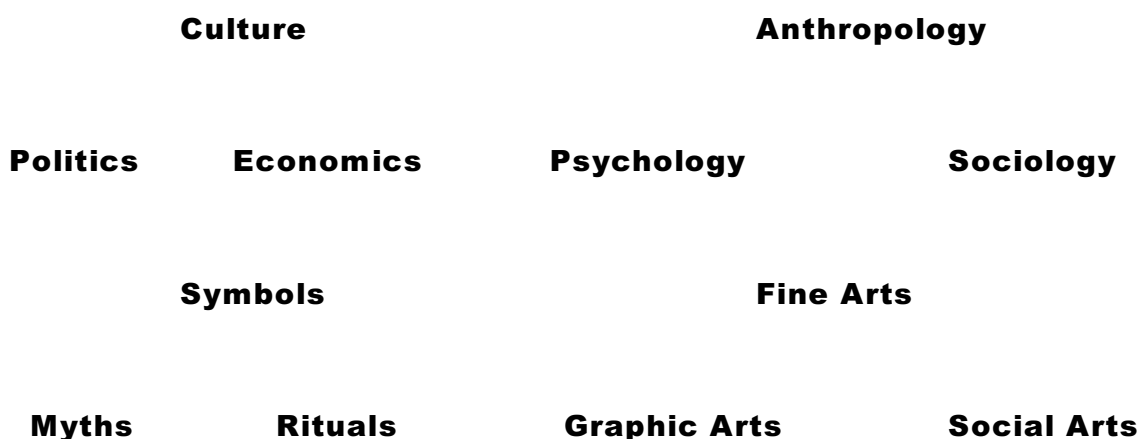 Culture Anthropology
Politics Economics Psychology Sociology
Symbols Fine Arts
Myths Rituals Graphic Arts Social Arts